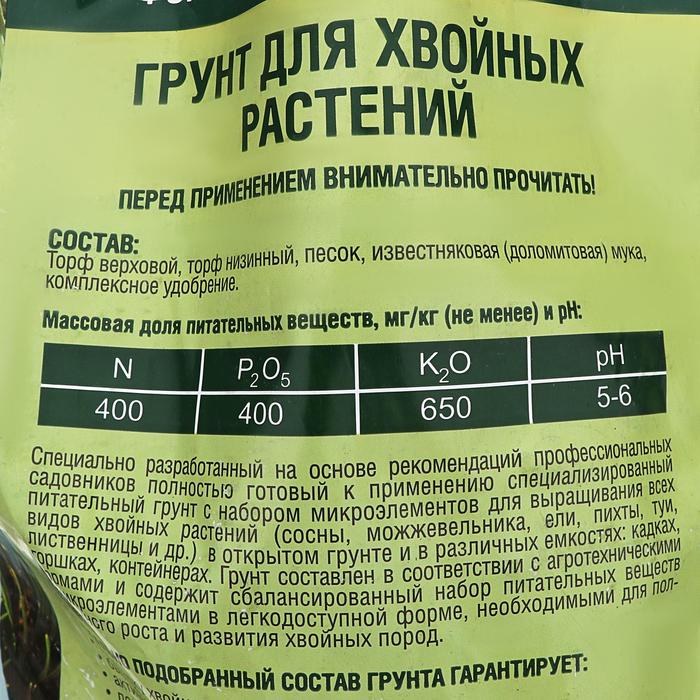 ГРУНТ ДЛЯ ХВОЙНЫХ
РАСТЕНИЙ
ПЕРЕД ПРИМЕНЕНИЕМ ВНИМАТЕЛЬНО ПРОЧИТАТЬ!
СОСТАВ:
Торф верховой, торф низинный, песок, известняковая (доломитовая) мука,
комплексное удобрение.
Массовая доля питательных веществ, мг/кг (не менее) и pH:
N P2O5 K2O pH
400 400 650 5-6
Специально разработанный на основе рекомендаций профессиональных
садовников полностью готовый к применению специализированный
питательный грунт с набором микроэлементов для выращивания всех
видов хвойных растений (сосны, можжевельника, ели, пихты, туи,
лиственницы и др.) в открытом грунте и в различных емкостях: кадках,
горшках, контейнерах. Грунт составлен в соответствии с агротехническими
и содержит сбалансированный набор питательных веществ
в легкодоступной форме, необходимыми для пол-
роста и развития хвойных пород.
ПОДОБРАННЫЙ СОСТАВ ГРУНТА ГАРАНТИРУЕТ: